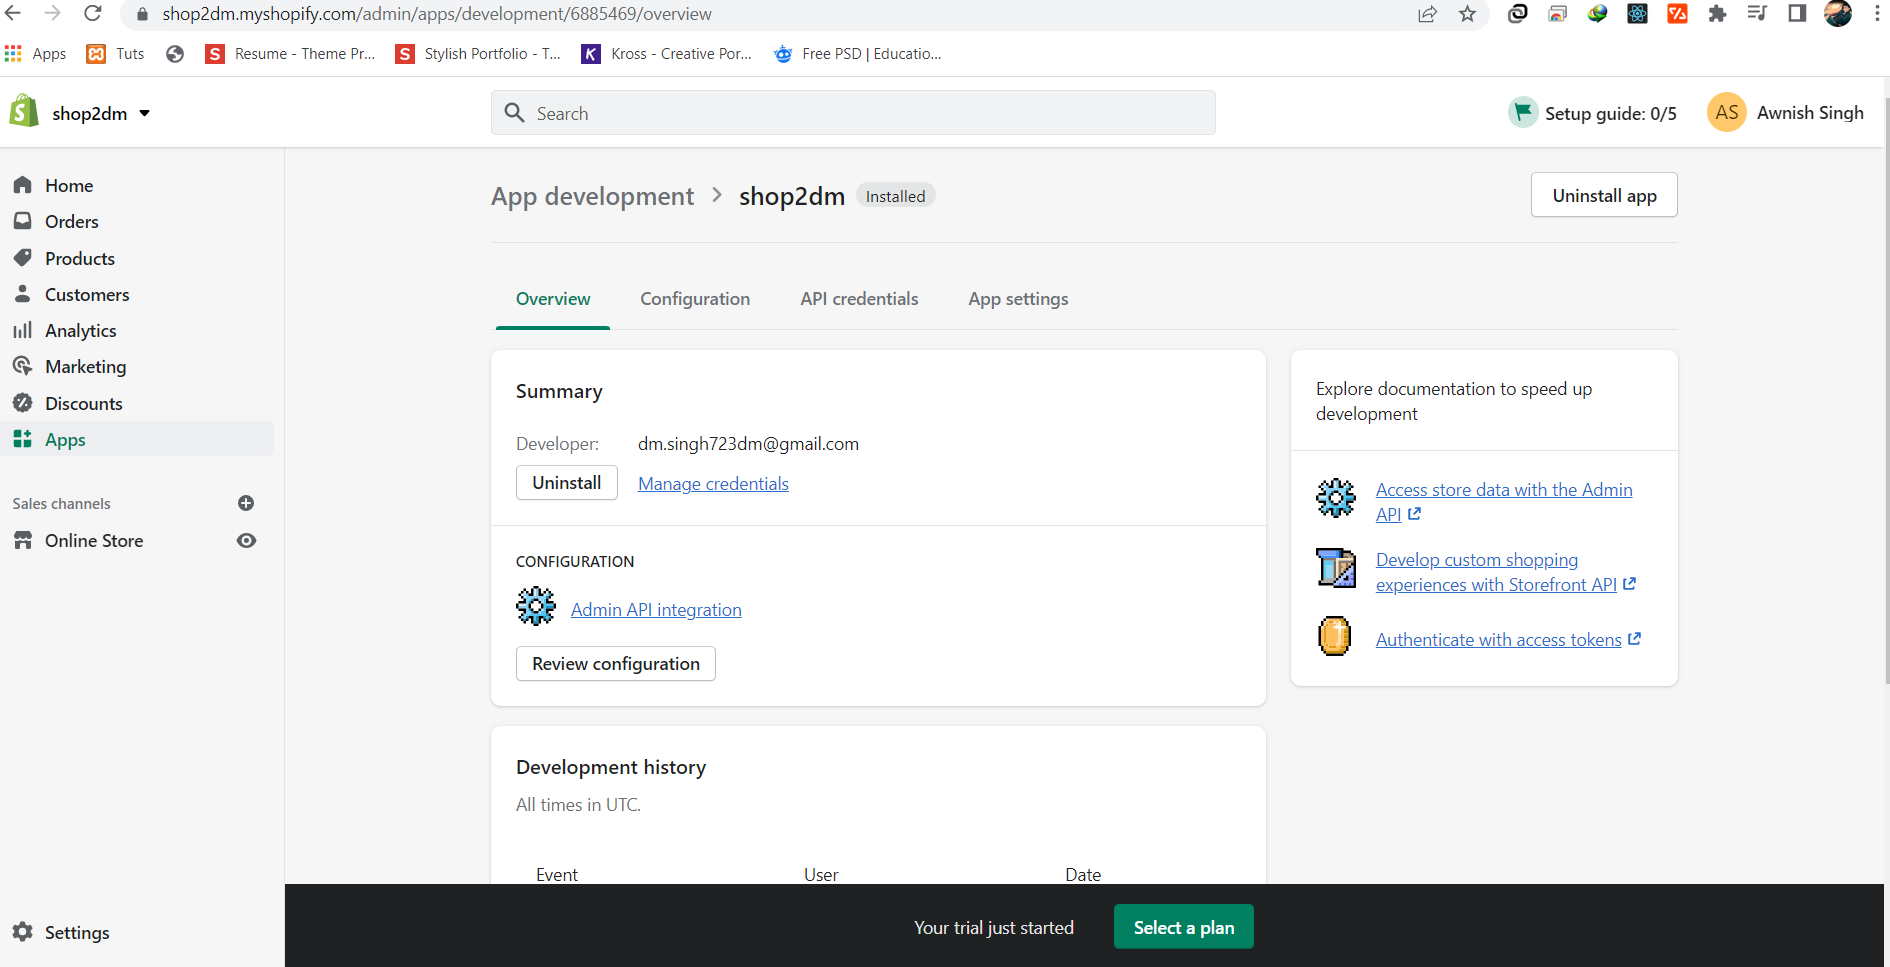 shop2dm.myshopify.com/admin/apps/development/6885469/overview
Apps
Tuts
Resume - Theme Pr...
Stylish Portfolio - T...
Kross - Creative Por...
Free PSD | Educatio...
shop2dm
Search
Setup guide: 0/5
AS
Awnish Singh
Home
Orders
Products
Customers
Analytics
Marketing
Discounts
Apps
Sales channels
Online Store
Settings
App development > shop2dm Installed
Uninstall app
Overview
Configuration
API credentials
App settings
Summary
Developer: dm.singh723dm@gmail.com
Uninstall
Manage credentials
CONFIGURATION
Admin API integration
Review configuration
Development history
All times in UTC.
Event User Date
Explore documentation to speed up
development
Access store data with the Admin
API
Develop custom shopping
experiences with Storefront API
Authenticate with access tokens
Your trial just started
Select a plan